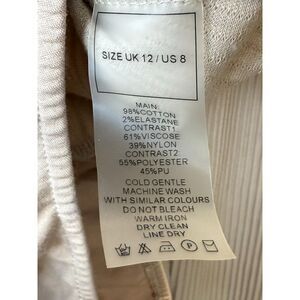 SIZE UK 12 / US 8
MAIN:
98%COTTON
2%ELASTANE
CONTRAST1
61%VISCOSE
39%NYLON
CONTRAST2
55%POLYESTER
45%PU
COLD GENTLE
MACHINE WASH
WITH SIMILAR COLOURS
DO NOT BLEACH
WARM IRON
DRY CLEAN
LINE DRY